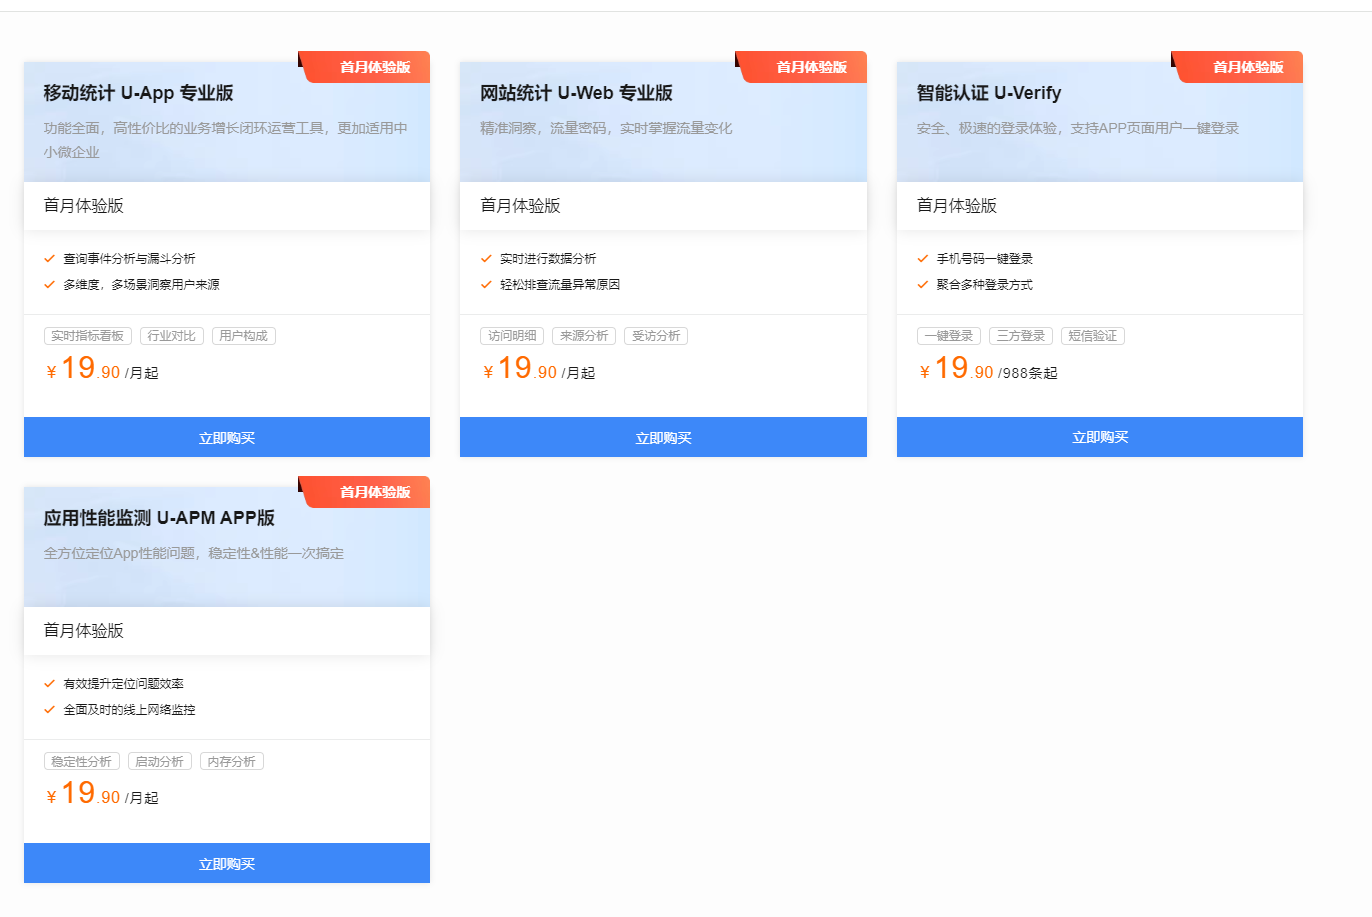 首月体验版
移动统计 U-App 专业版
功能全面，高性价比的业务增长闭环运营工具，更加适用中
小微企业
首月体验版
查询事件分析与漏斗分析
多维度，多场景洞察用户来源
实时指标看板 行业对比 用户构成
¥ 19.90 /月起
立即购买
首月体验版
网站统计 U-Web 专业版
精准洞察，流量密码，实时掌握流量变化
首月体验版
实时进行数据分析
轻松排查流量异常原因
访问明细 来源分析 受访分析
¥ 19.90 /月起
立即购买
首月体验版
智能认证 U-Verify
安全、极速的登录体验，支持APP页面用户一键登录
首月体验版
手机号码一键登录
聚合多种登录方式
一键登录 三方登录 短信验证
¥ 19.90 /988条起
立即购买
首月体验版
应用性能监测 U-APM APP版
全方位定位App性能问题，稳定性&性能一次搞定
首月体验版
有效提升定位问题效率
全面及时的线上网络监控
稳定性分析 启动分析 内存分析
¥ 19.90 /月起
立即购买